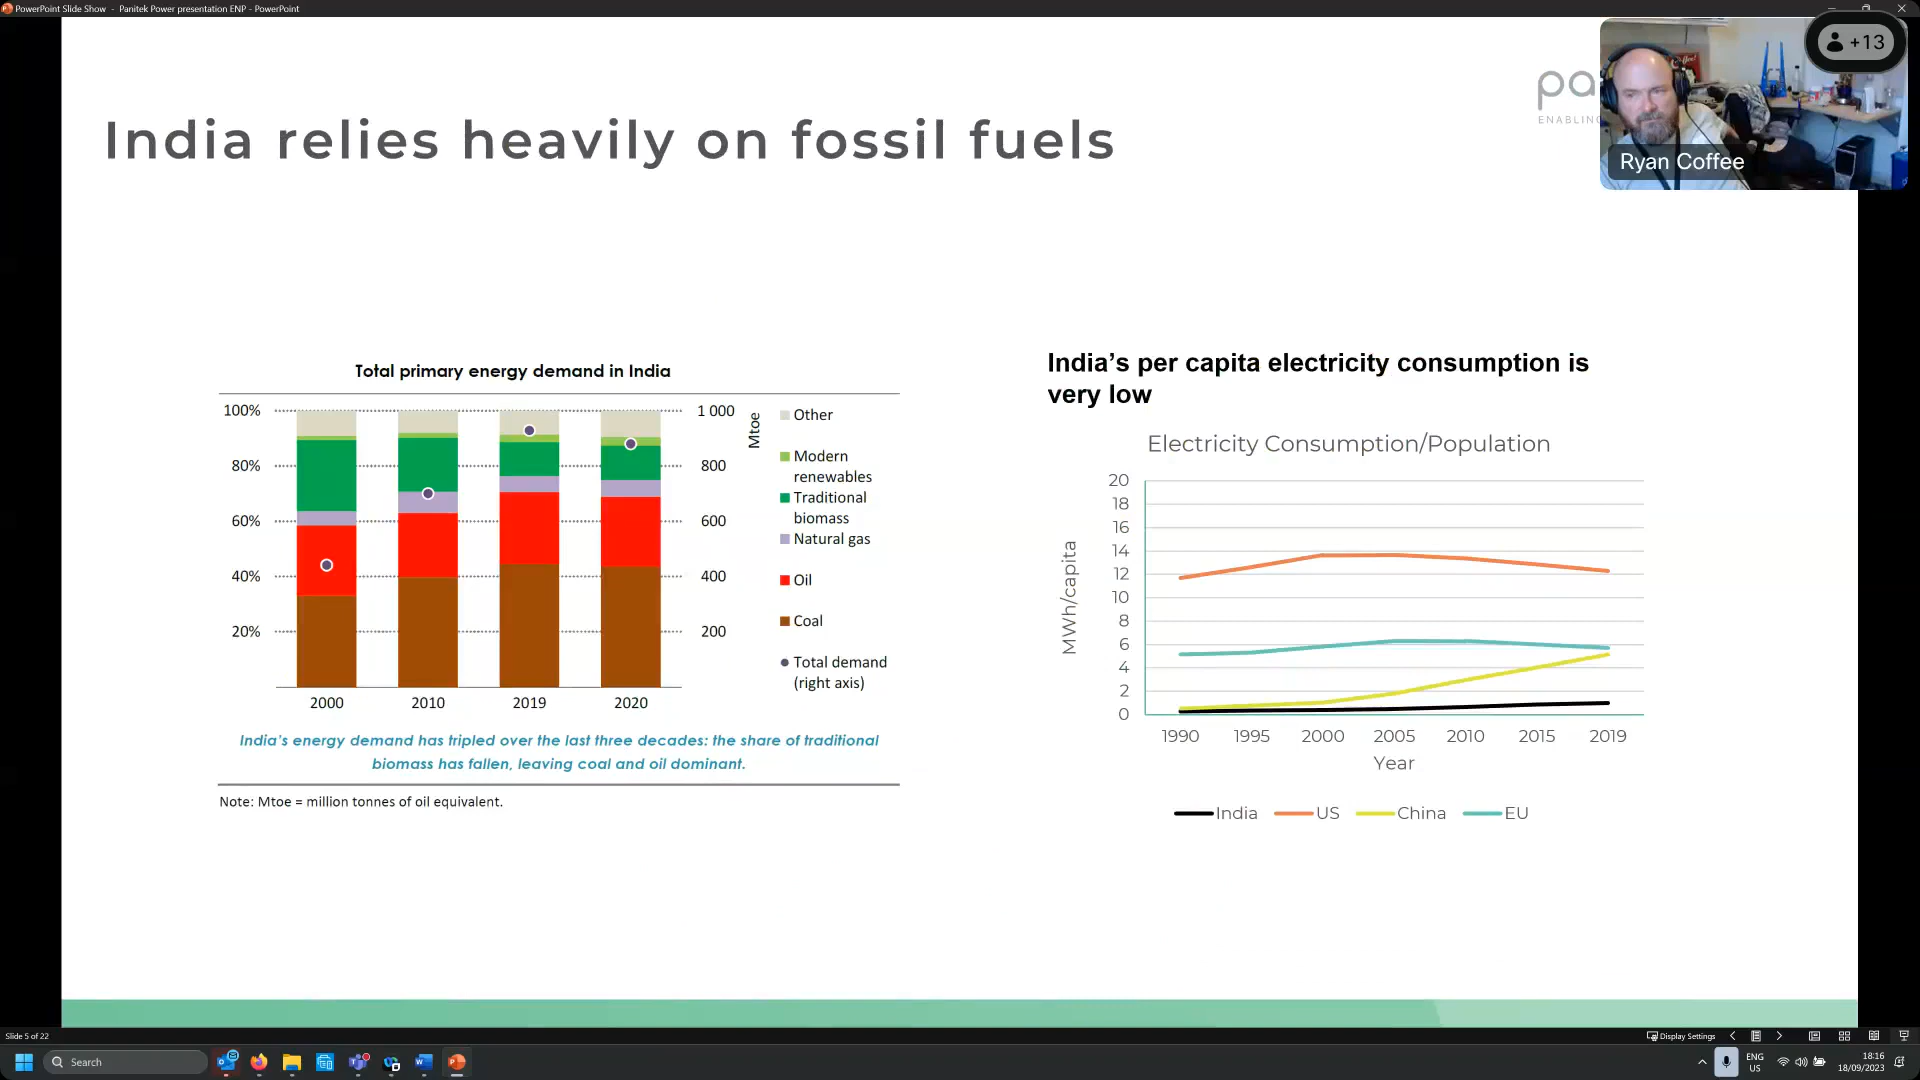 PowerPoint Slide Show - Panitek Power presentation ENP - PowerPoint
+13
Ryan Coffee
pa
ENABLING
India relies heavily on fossil fuels
Total primary energy demand in India
100%
80%
60%
40%
20%
1 000
800
600
400
200
Mtoe
2000 2010 2019 2020
Other
Modern
renewables
Traditional
biomass
Natural gas
Oil
Coal
Total demand
(right axis)
India's energy demand has tripled over the last three decades: the share of traditional
biomass has fallen, leaving coal and oil dominant.
Note: Mtoe = million tonnes of oil equivalent.
India's per capita electricity consumption is
very low
Electricity Consumption/Population
MWh/capita
20
18
16
14
12
10
8
6
4
2
0
1990 1995 2000 2005 2010 2015 2019
Year
India US China EU
Slide 5 of 22
Display Settings
Search
ENG
US
18:16
18/09/2023